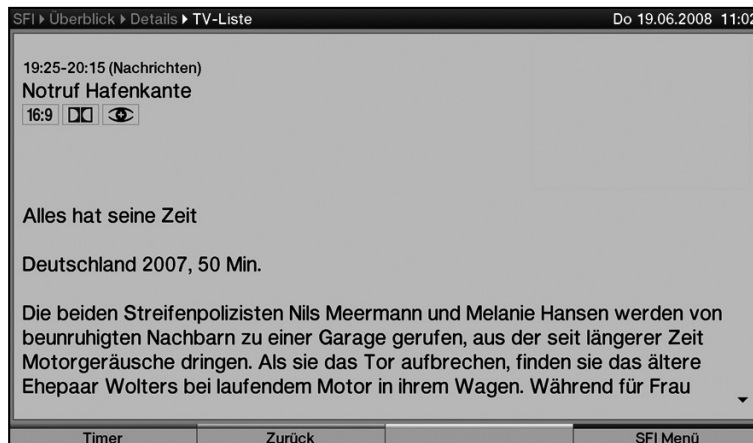 SFI Überblick Details TV-Liste Do 19.06.2008 11:02
19:25-20:15 (Nachrichten)
Notruf Hafenkante
16:9
Alles hat seine Zeit
Deutschland 2007, 50 Min.
Die beiden Streifenpolizisten Nils Meermann und Melanie Hansen werden von
beunruhigten Nachbarn zu einer Garage gerufen, aus der seit längerer Zeit
Motorgeräusche dringen. Als sie das Tor aufbrechen, finden sie das ältere
Ehepaar Wolters bei laufendem Motor in ihrem Wagen. Während für Frau
Timer Zurück SFI Menü